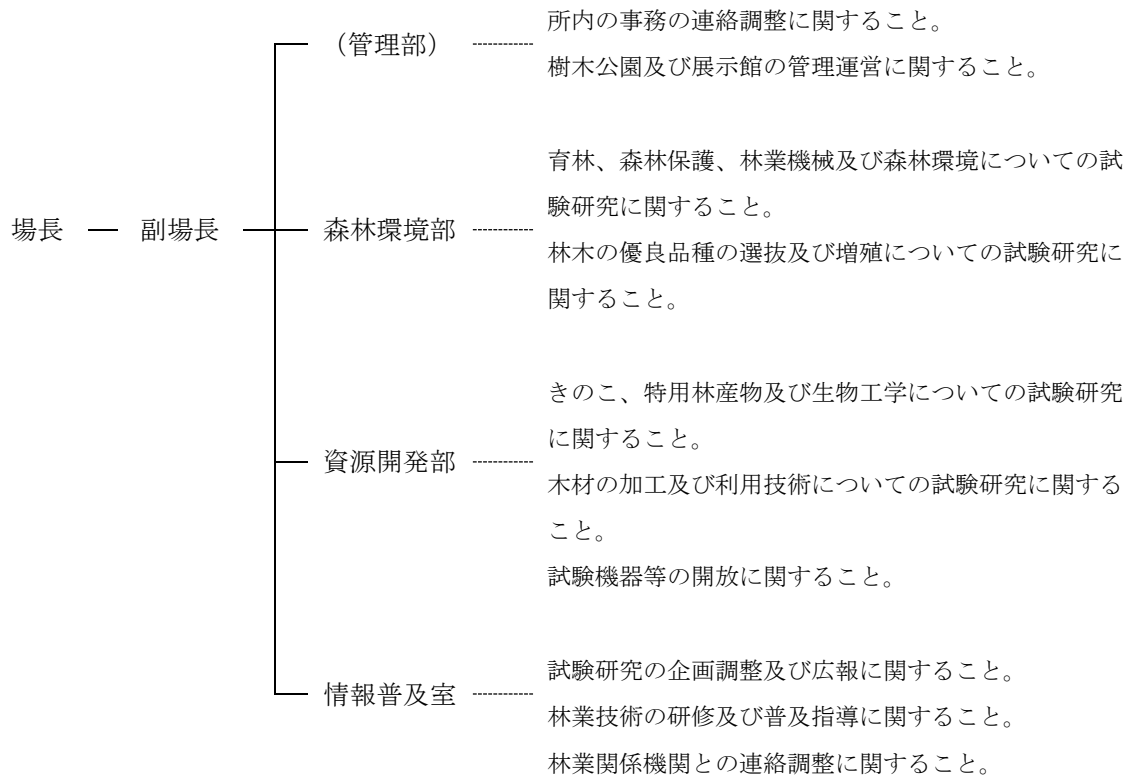 場長
副場長
（管理部）
所内の事務の連絡調整に関すること。
樹木公園及び展示館の管理運営に関すること。
森林環境部
育林、森林保護、林業機械及び森林環境についての試
験研究に関すること。
林木の優良品種の選抜及び増殖についての試験研究に
関すること。
資源開発部
きのこ、特用林産物及び生物工学についての試験研究
に関すること。
木材の加工及び利用技術についての試験研究に関する
こと。
試験機器等の開放に関すること。
情報普及室
試験研究の企画調整及び広報に関すること。
林業技術の研修及び普及指導に関すること。
林業関係機関との連絡調整に関すること。